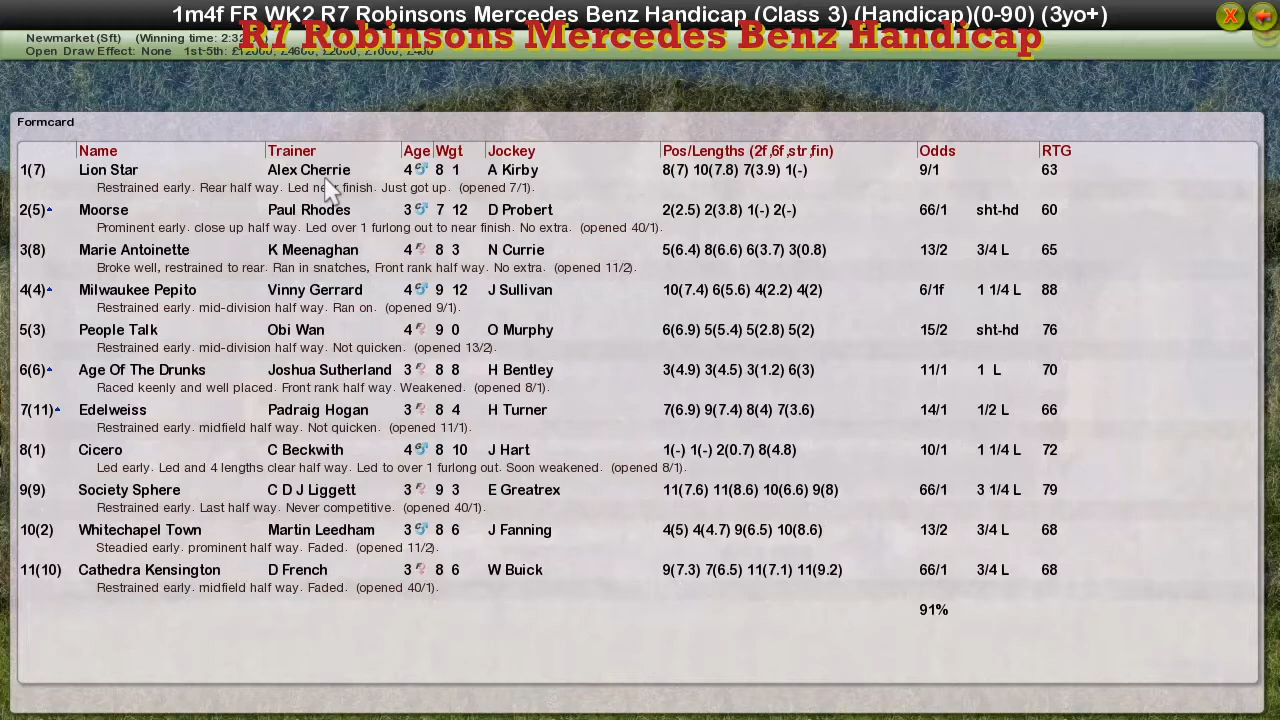 1m4f FR WK2 R7 Robinsons Mercedes Benz Handicap (Class 3) (Handicap)(0-90) (3yo+)
R7 Robinsons Mercedes Benz Handicap
Newmarket (Sft) (Winning time: 2:32
Open Draw Effect: None 1st-5th: £12000, £4600, £2000, £1000, £400
Formcard
Name Trainer Age Wgt Jockey Pos/Lengths (2f,6f,str,fin) Odds RTG
1(7) Lion Star Alex Cherrie 4 8 1 A Kirby 8(7) 10(7.8) 7(3.9) 1(-) 9/1 63
Restrained early. Rear half way. Led near finish. Just got up. (opened 7/1).
2(5) Moorse Paul Rhodes 3 7 12 D Probert 2(2.5) 2(3.8) 1(-) 2(-) 66/1 sht-hd 60
Prominent early. close up half way. Led over 1 furlong out to near finish. No extra. (opened 40/1).
3(8) Marie Antoinette K Meenaghan 4 8 3 N Currie 5(6.4) 8(6.6) 6(3.7) 3(0.8) 13/2 3/4 L 65
Broke well, restrained to rear. Ran in snatches, Front rank half way. No extra. (opened 11/2).
4(4) Milwaukee Pepito Vinny Gerrard 4 9 12 J Sullivan 10(7.4) 6(5.6) 4(2.2) 4(2) 6/1f 1 1/4 L 88
Restrained early. mid-division half way. Ran on. (opened 9/1).
5(3) People Talk Obi Wan 4 9 0 O Murphy 6(6.9) 5(5.4) 5(2.8) 5(2) 15/2 sht-hd 76
Restrained early. mid-division half way. Not quicken. (opened 13/2).
6(6) Age Of The Drunks Joshua Sutherland 3 8 8 H Bentley 3(4.9) 3(4.5) 3(1.2) 6(3) 11/1 1 L 70
Raced keenly and well placed. Front rank half way. Weakened. (opened 8/1).
7(11) Edelweiss Padraig Hogan 3 8 4 H Turner 7(6.9) 9(7.4) 8(4) 7(3.6) 14/1 1/2 L 66
Restrained early. midfield half way. Not quicken. (opened 11/1).
8(1) Cicero C Beckwith 4 8 10 J Hart 1(-) 1(-) 2(0.7) 8(4.8) 10/1 1 1/4 L 72
Led early. Led and 4 lengths clear half way. Led to over 1 furlong out. Soon weakened. (opened 8/1).
9(9) Society Sphere C D J Liggett 3 9 3 E Greatrex 11(7.6) 11(8.6) 10(6.6) 9(8) 66/1 3 1/4 L 79
Restrained early. Last half way. Never competitive. (opened 40/1).
10(2) Whitechapel Town Martin Leedham 3 8 6 J Fanning 4(5) 4(4.7) 9(6.5) 10(8.6) 13/2 3/4 L 68
Steadied early. prominent half way. Faded. (opened 11/2).
11(10) Cathedra Kensington D French 3 8 6 W Buick 9(7.3) 7(6.5) 11(7.1) 11(9.2) 66/1 3/4 L 68
Restrained early. midfield half way. Faded. (opened 40/1).
91%